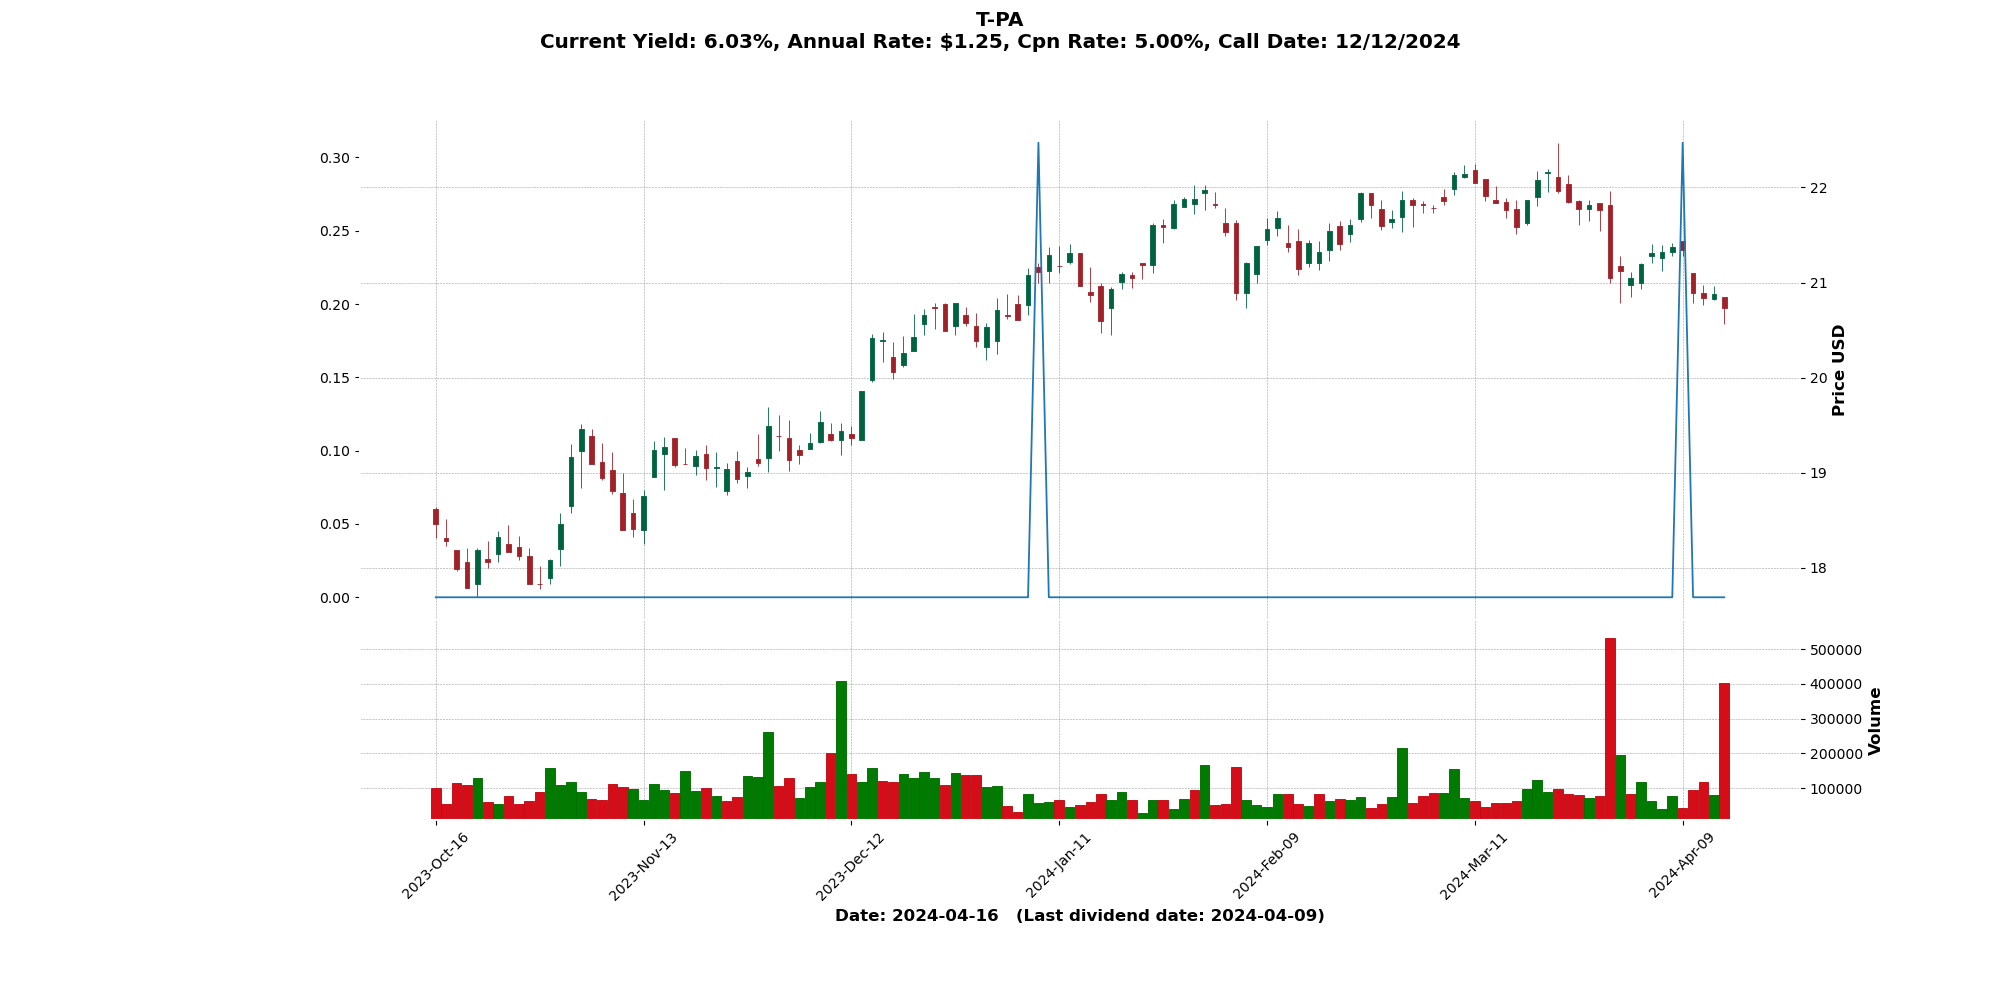 T-PA
Current Yield: 6.03%, Annual Rate: $1.25, Cpn Rate: 5.00%, Call Date: 12/12/2024
0.30
0.25
0.20
0.15
0.10
0.05
0.00
22
21
20
19
18
Price USD
500000
400000
300000
200000
100000
Volume
2023-Oct-16
2023-Nov-13
2023-Dec-12
2024-Jan-11
2024-Feb-09
2024-Mar-11
2024-Apr-09
Date: 2024-04-16 (Last dividend date: 2024-04-09)